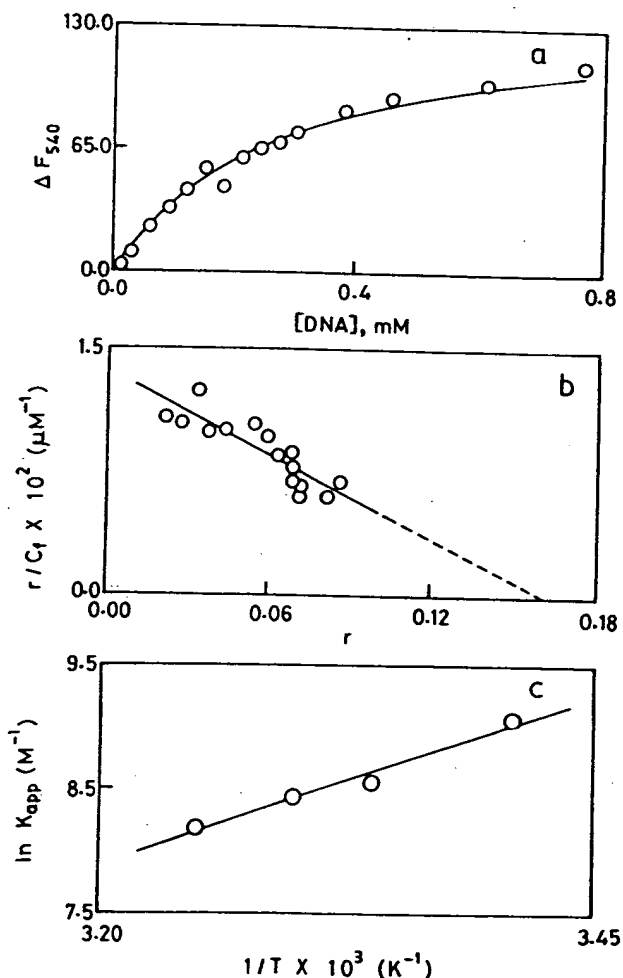 130.0
a
65.0
ΔF540
0.0
0.0
0.4
0.8
[DNA], mM
1.5
b
r/Cf X 10² (μM⁻¹)
0.0
0.00
0.06
0.12
0.18
r
9.5
c
8.5
ln Kapp (M⁻¹)
7.5
3.20
3.45
1/T X 10³ (K⁻¹)